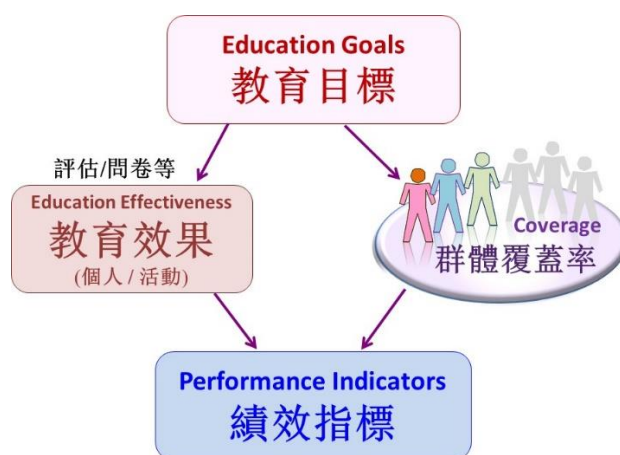 Education Goals
教育目標
評估/問卷等
Education Effectiveness
教育效果
(個人 / 活動)
Coverage
群體覆蓋率
Performance Indicators
績效指標